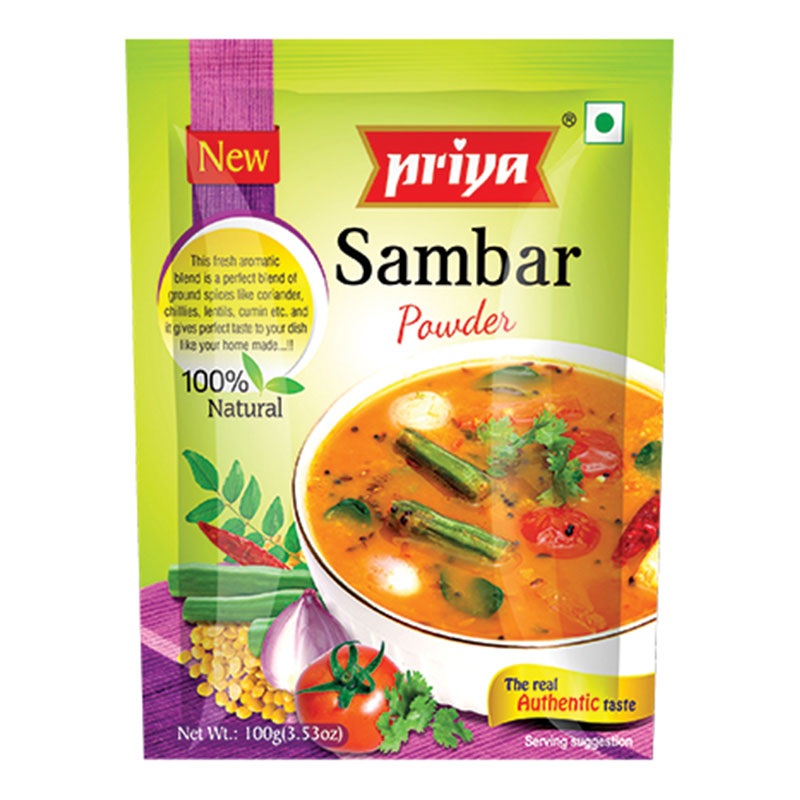 New
priya
®
Sambar
Powder
This fresh aromatic
blend is a perfect blend of
ground spices like coriander,
chilllies, lentils, cumin etc. and
it gives perfect taste to your dish
like your home made...!!
100%
Natural
The real
Authentic taste
Net Wt.: 100g(3.53oz)
Serving suggestion